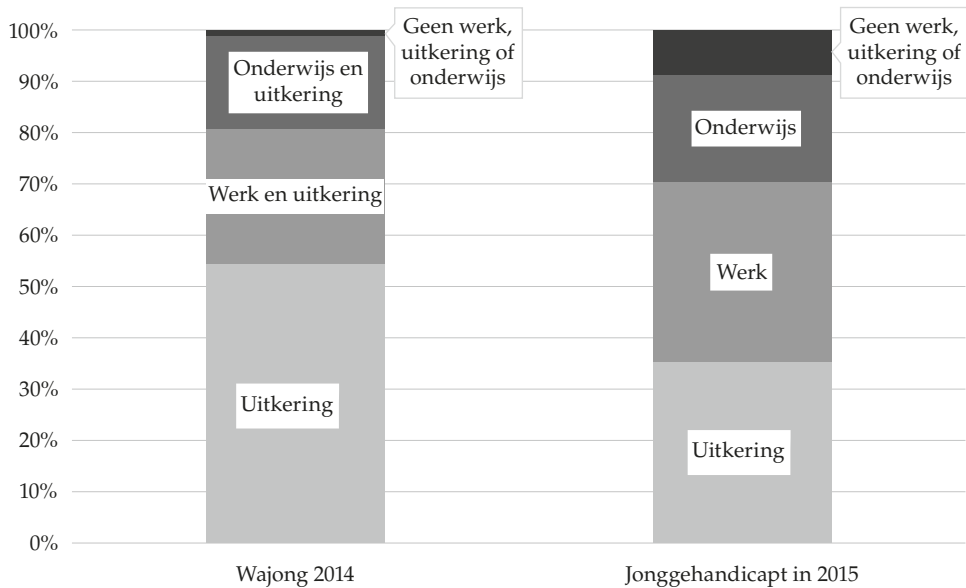 100%
90%
80%
70%
60%
50%
40%
30%
20%
10%
0%
Geen werk,
uitkering of
onderwijs
Onderwijs en
uitkering
Werk en uitkering
Uitkering
Geen werk,
uitkering of
onderwijs
Onderwijs
Werk
Uitkering
Wajong 2014
Jonggehandicapt in 2015